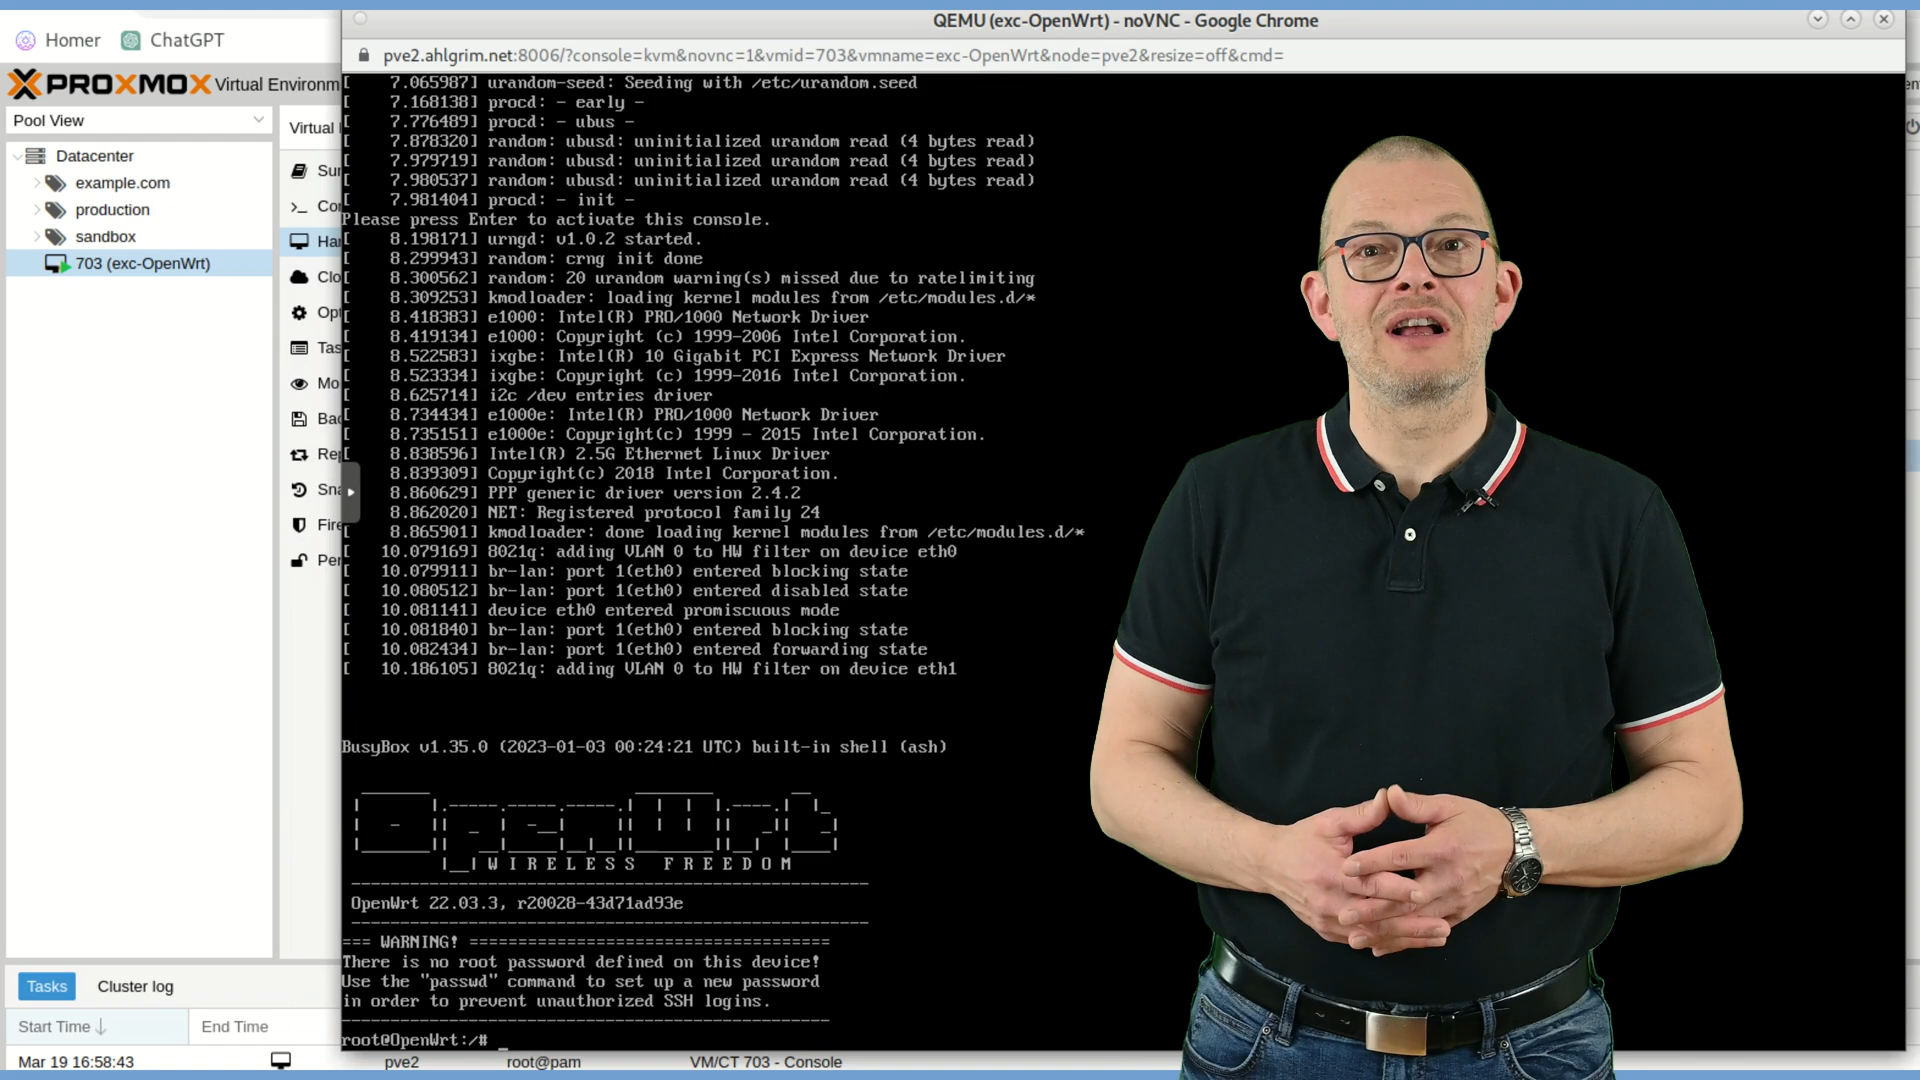 QEMU (exc-OpenWrt) - noVNC - Google Chrome
Homer ChatGPT
pve2.ahlgrim.net:8006/?console=kvm&novnc=1&vmid=703&vmname=exc-OpenWrt&node=pve2&resize=off&cmd=
PROXMOX Virtual Environm
Pool View
Virtual
Datacenter
example.com
production
sandbox
703 (exc-OpenWrt)
Sur
Co
Har
Clo
Opt
Tas
Mo
Bac
Rep
Sna
Fire
Per
[    7.065987] urandom-seed: Seeding with /etc/urandom.seed
[    7.168138] procd: - early -
[    7.776489] procd: - ubus -
[    7.878320] random: ubusd: uninitialized urandom read (4 bytes read)
[    7.979719] random: ubusd: uninitialized urandom read (4 bytes read)
[    7.980537] random: ubusd: uninitialized urandom read (4 bytes read)
[    7.981404] procd: - init -
Please press Enter to activate this console.
[    8.198171] urngd: v1.0.2 started.
[    8.299943] random: crng init done
[    8.300562] random: 20 urandom warning(s) missed due to ratelimiting
[    8.309253] kmodloader: loading kernel modules from /etc/modules.d/*
[    8.418383] e1000: Intel(R) PRO/1000 Network Driver
[    8.419134] e1000: Copyright (c) 1999-2006 Intel Corporation.
[    8.522583] ixgbe: Intel(R) 10 Gigabit PCI Express Network Driver
[    8.523334] ixgbe: Copyright (c) 1999-2016 Intel Corporation.
[    8.625714] i2c /dev entries driver
[    8.734434] e1000e: Intel(R) PRO/1000 Network Driver
[    8.735151] e1000e: Copyright(c) 1999 - 2015 Intel Corporation.
[    8.838596] Intel(R) 2.5G Ethernet Linux Driver
[    8.839309] Copyright(c) 2018 Intel Corporation.
[    8.860629] PPP generic driver version 2.4.2
[    8.862020] NET: Registered protocol family 24
[    8.865901] kmodloader: done loading kernel modules from /etc/modules.d/*
[   10.079169] 8021q: adding VLAN 0 to HW filter on device eth0
[   10.079911] br-lan: port 1(eth0) entered blocking state
[   10.080512] br-lan: port 1(eth0) entered disabled state
[   10.081141] device eth0 entered promiscuous mode
[   10.081840] br-lan: port 1(eth0) entered blocking state
[   10.082434] br-lan: port 1(eth0) entered forwarding state
[   10.186105] 8021q: adding VLAN 0 to HW filter on device eth1
BusyBox v1.35.0 (2023-01-03 00:24:21 UTC) built-in shell (ash)
OpenWrt
W I R E L E S S   F R E E D O M
OpenWrt 22.03.3, r20028-43d71ad93e
=== WARNING! =====================================
There is no root password defined on this device!
Use the "passwd" command to set up a new password
in order to prevent unauthorized SSH logins.
root@OpenWrt:/# _
Tasks Cluster log
Start Time End Time
Mar 19 16:58:43 pve2 root@pam VM/CT 703 - Console